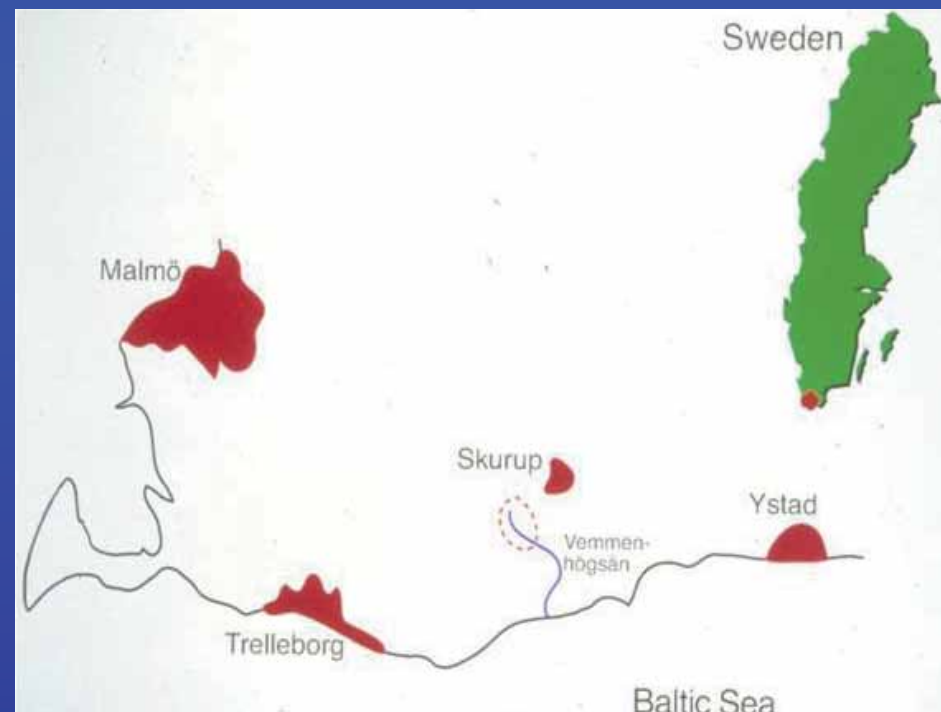 Sweden
Malmö
Skurup
Ystad
Vemmen-
högsån
Trelleborg
Baltic Sea